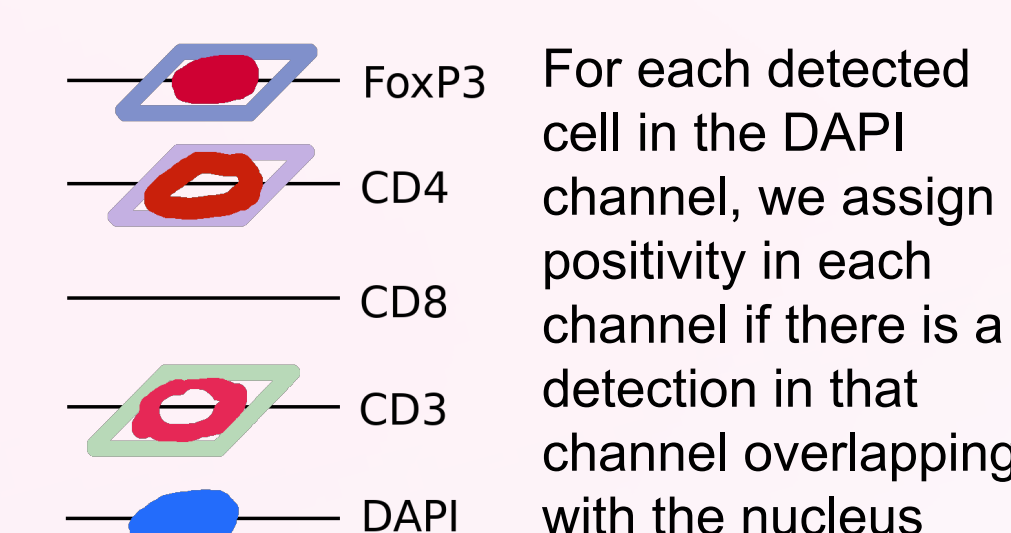 FoxP3
CD4
CD8
CD3
DAPI
For each detected
cell in the DAPI
channel, we assign
positivity in each
channel if there is a
detection in that
channel overlapping
with the nucleus